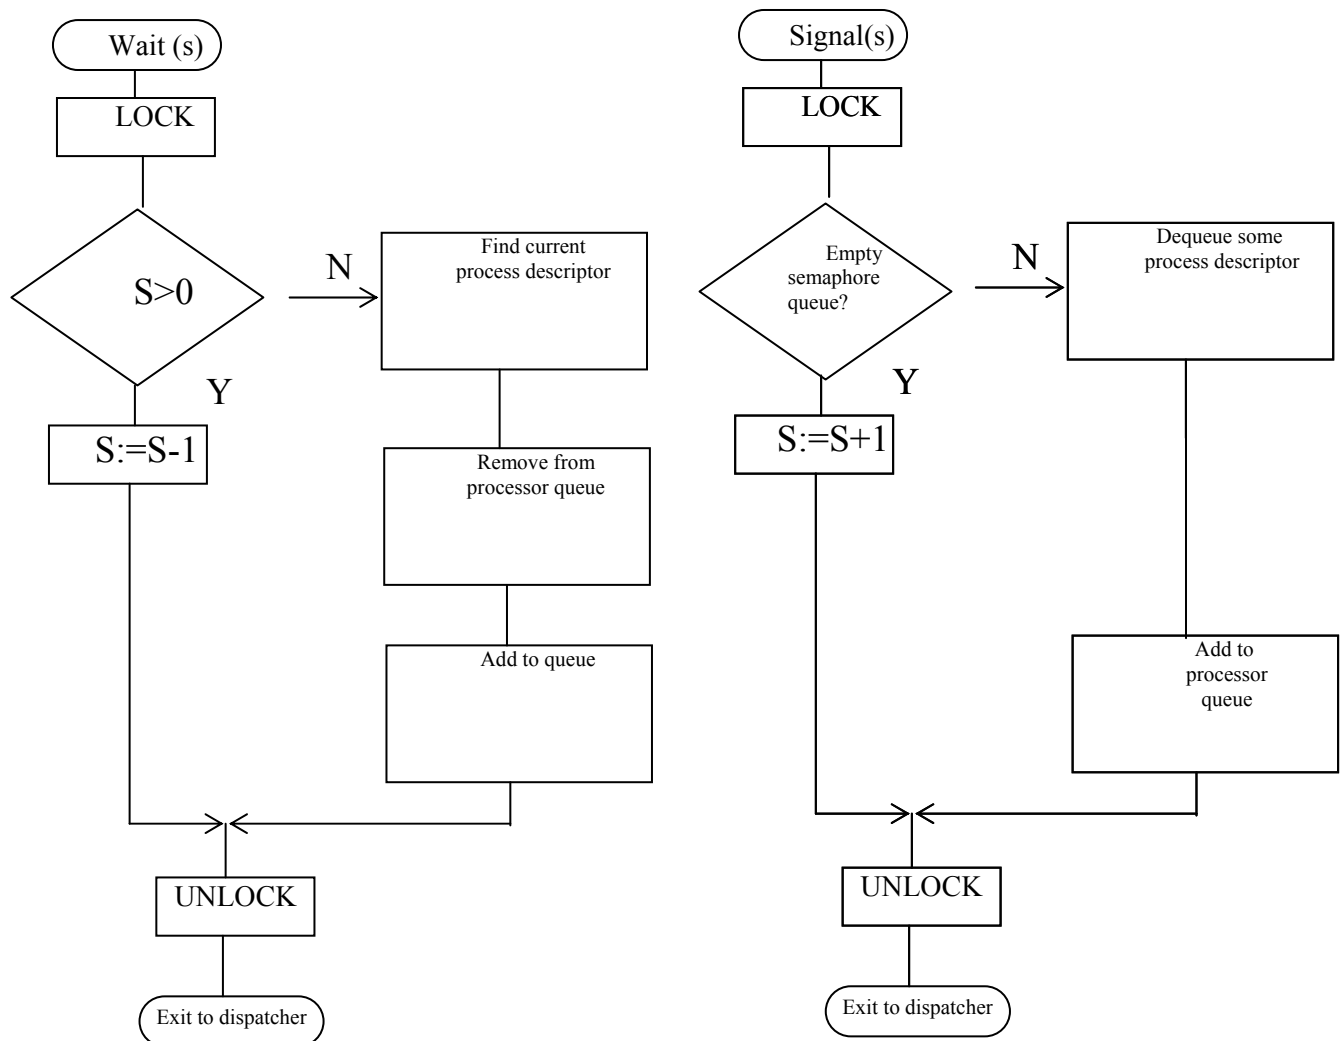 Wait (s)
LOCK
S>0
N
Find current
process descriptor
Y
S:=S-1
Remove from
processor queue
Add to queue
UNLOCK
Exit to dispatcher
Signal(s)
LOCK
Empty
semaphore
queue?
N
Dequeue some
process descriptor
Y
S:=S+1
Add to
processor
queue
UNLOCK
Exit to dispatcher